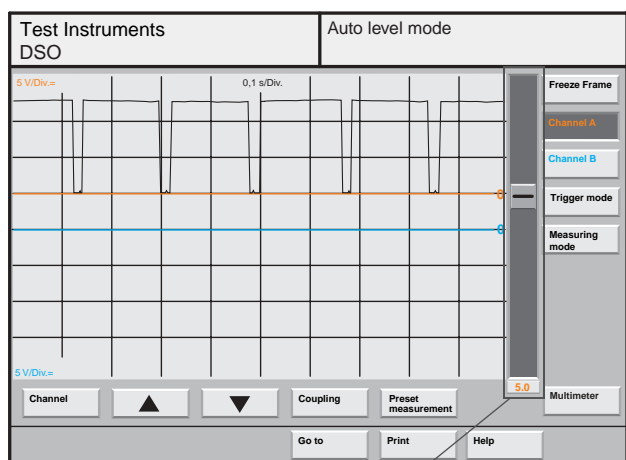 Test Instruments
DSO
Auto level mode
5 V/Div.=
0,1 s/Div.
Freeze Frame
Channel A
Channel B
0
Trigger mode
0
Measuring
mode
5 V/Div.=
5.0
Channel
Coupling
Preset
measurement
Multimeter
Go to
Print
Help